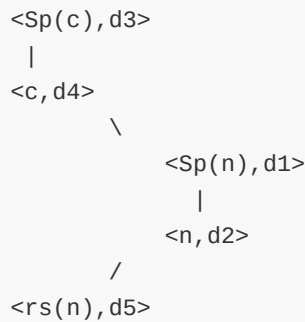 <Sp(c),d3>
|
<c,d4>
\
<Sp(n),d1>
|
<n,d2>
/
<rs(n),d5>